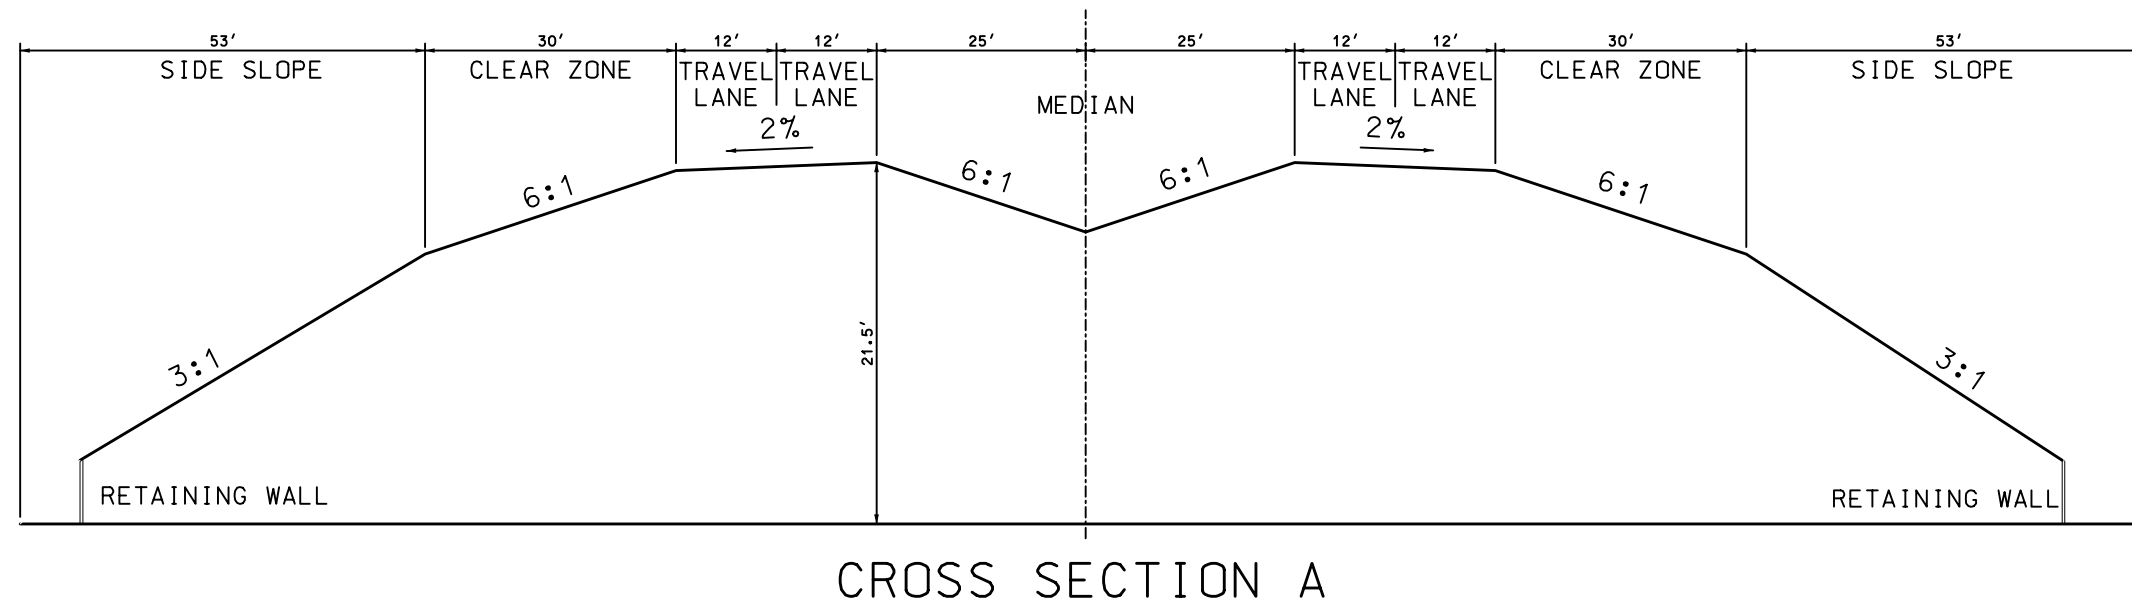 53' 30' 12' 12' 25' 25' 12' 12' 30' 53'
SIDE SLOPE CLEAR ZONE TRAVEL TRAVEL TRAVEL TRAVEL CLEAR ZONE SIDE SLOPE
LANE LANE MEDIAN LANE LANE
2% 2%
6:1 6:1 6:1 6:1
21.5'
3:1 3:1
RETAINING WALL RETAINING WALL
CROSS SECTION A